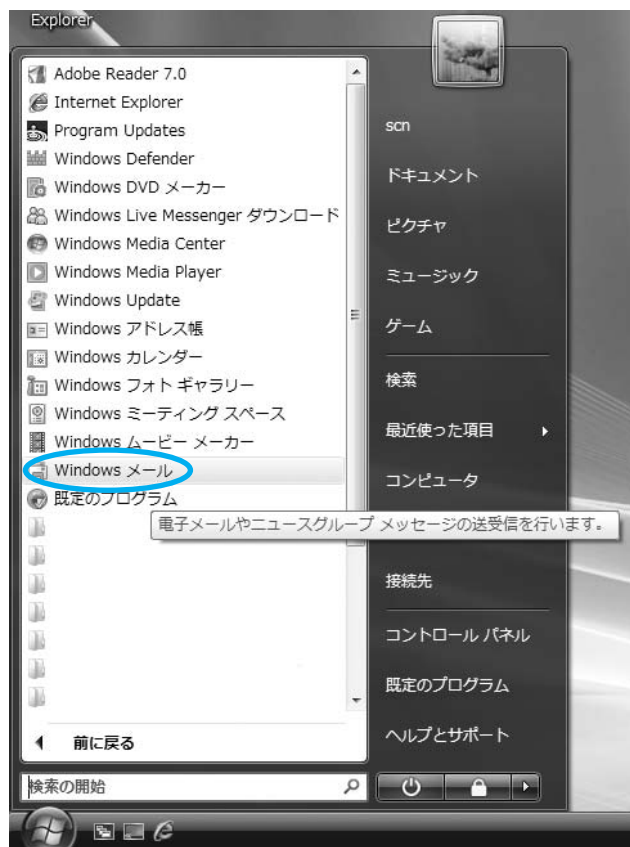 Explorer
Adobe Reader 7.0
Internet Explorer
Program Updates
Windows Defender
Windows DVD メーカー
Windows Live Messenger ダウンロード
Windows Media Center
Windows Media Player
Windows Update
Windows アドレス帳
Windows カレンダー
Windows フォト ギャラリー
Windows ミーティング スペース
Windows ムービー メーカー
Windows メール
既定のプログラム
電子メールやニュースグループ メッセージの送受信を行います。
前に戻る
検索の開始
scn
ドキュメント
ピクチャ
ミュージック
ゲーム
検索
最近使った項目
コンピュータ
接続先
コントロール パネル
既定のプログラム
ヘルプとサポート